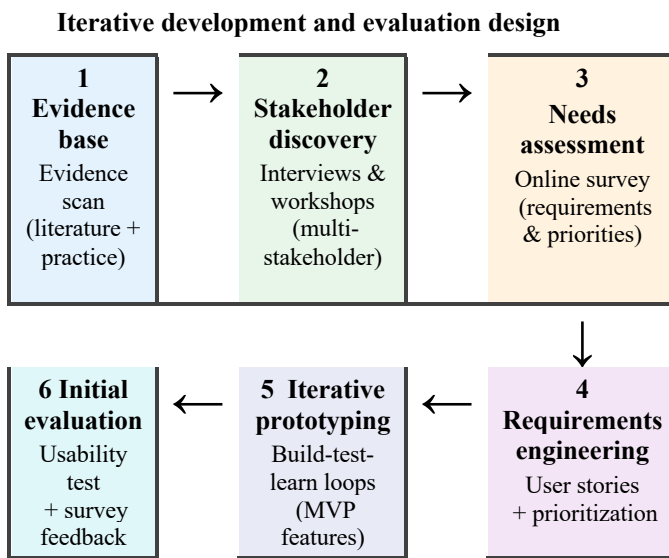 Iterative development and evaluation design
1
Evidence
base
Evidence
scan
(literature +
practice)
2
Stakeholder
discovery
Interviews &
workshops
(multi-
stakeholder)
3
Needs
assessment
Online survey
(requirements
& priorities)
4
Requirements
engineering
User stories
+ prioritization
5 Iterative
prototyping
Build-test-
learn loops
(MVP
features)
6 Initial
evaluation
Usability
test
+ survey
feedback